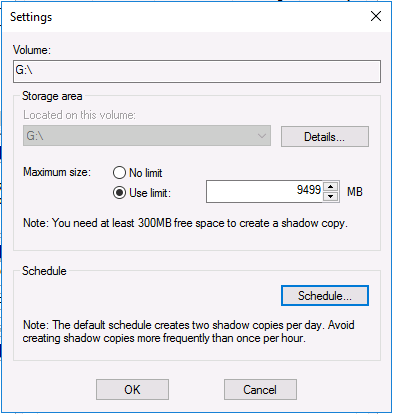 Settings
Volume:
G:\
Storage area
Located on this volume:
G:\
Details...
Maximum size:
No limit
Use limit:
9499
MB
Note: You need at least 300MB free space to create a shadow copy.
Schedule
Schedule...
Note: The default schedule creates two shadow copies per day. Avoid
creating shadow copies more frequently than once per hour.
OK
Cancel